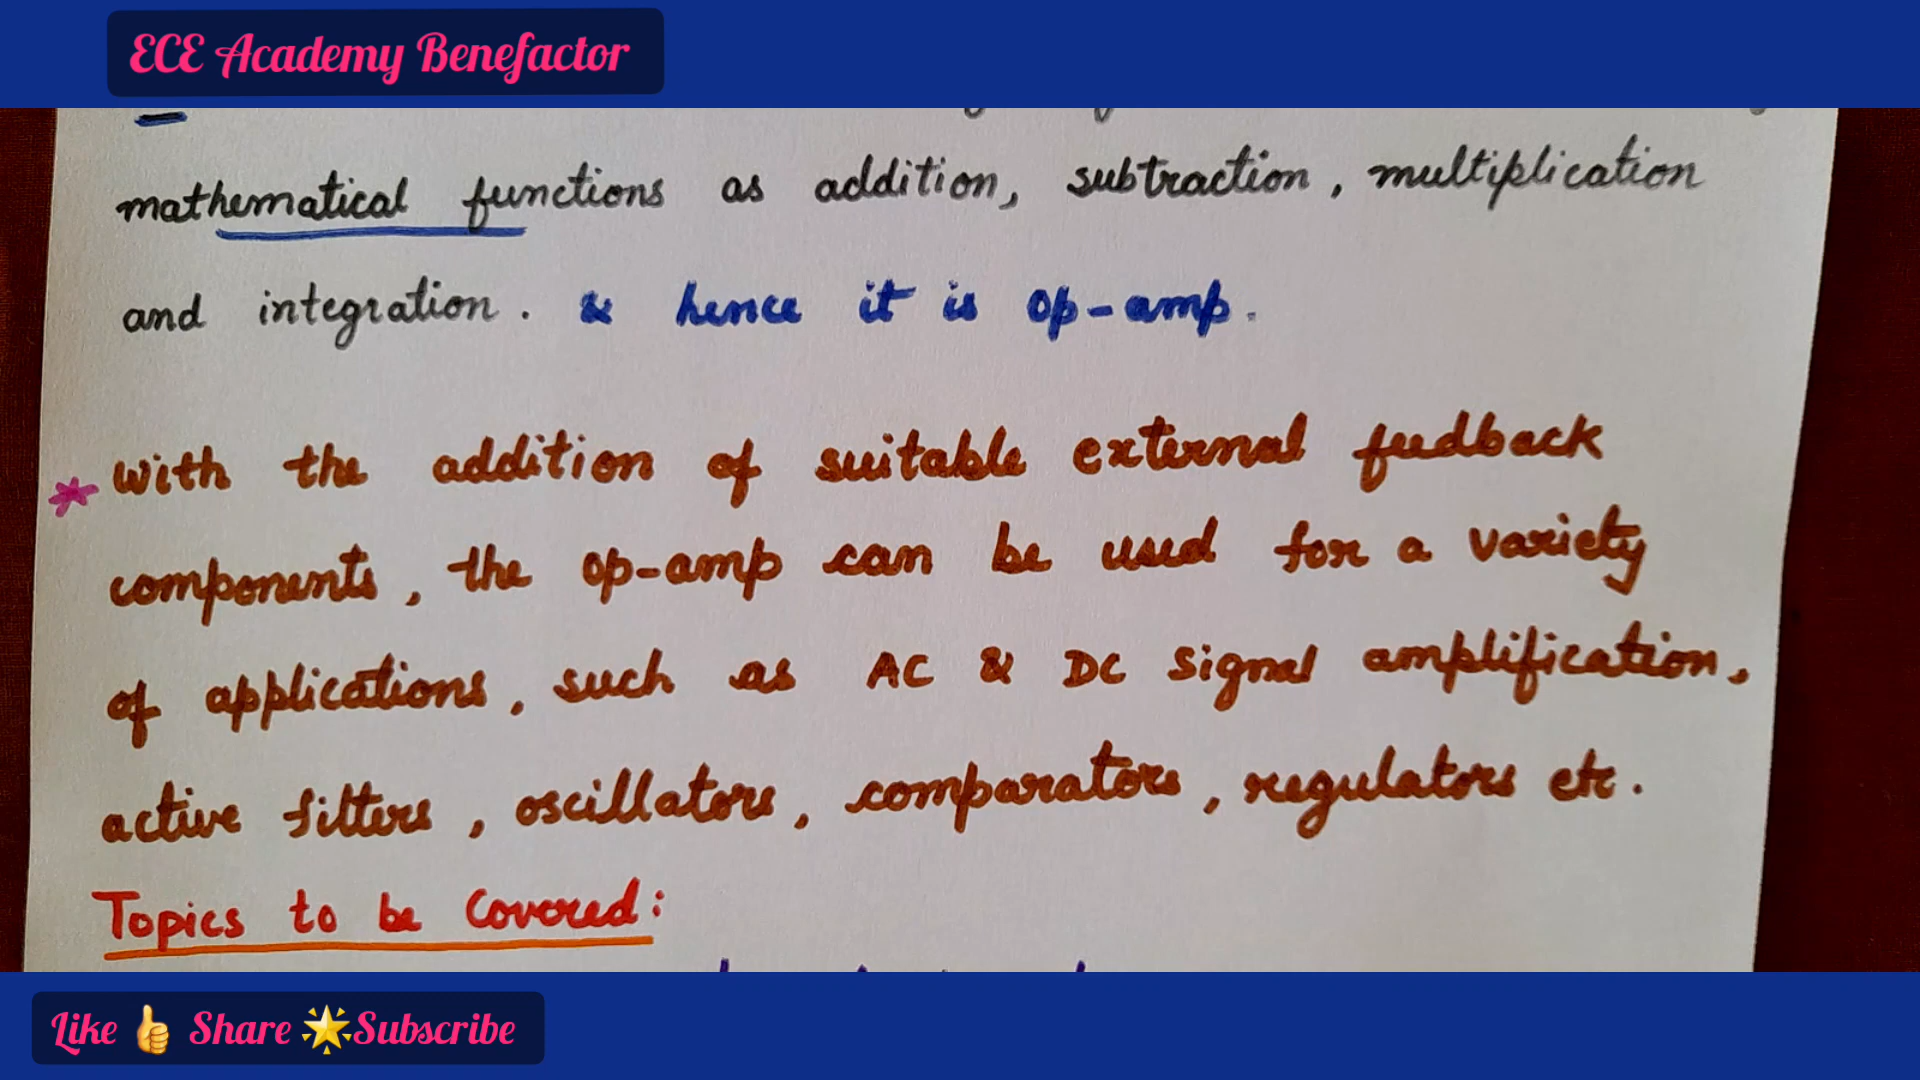 ECE Academy Benefactor
mathematical functions as addition, subtraction, multiplication
and integration. & hence it is op-amp.
* with the addition of suitable external feedback
components, the op-amp can be used for a variety
of applications, such as AC & DC signal amplification,
active filters, oscillators, comparators, regulators etc.
Topics to be Covered:
Like 👍 Share 🌟Subscribe